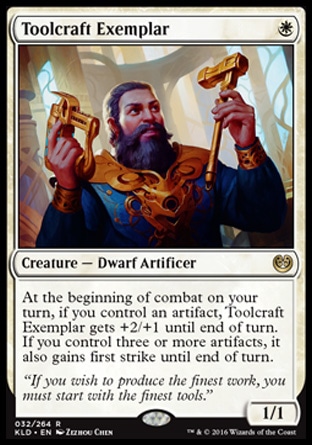 Toolcraft Exemplar
Creature — Dwarf Artificer
At the beginning of combat on your
turn, if you control an artifact, Toolcraft
Exemplar gets +2/+1 until end of turn.
If you control three or more artifacts, it
also gains first strike until end of turn.
“If you wish to produce the finest work, you
must start with the finest tools.”
1/1
032/264 R
KLD • EN Zezhou Chen
™ & © 2016 Wizards of the Coast